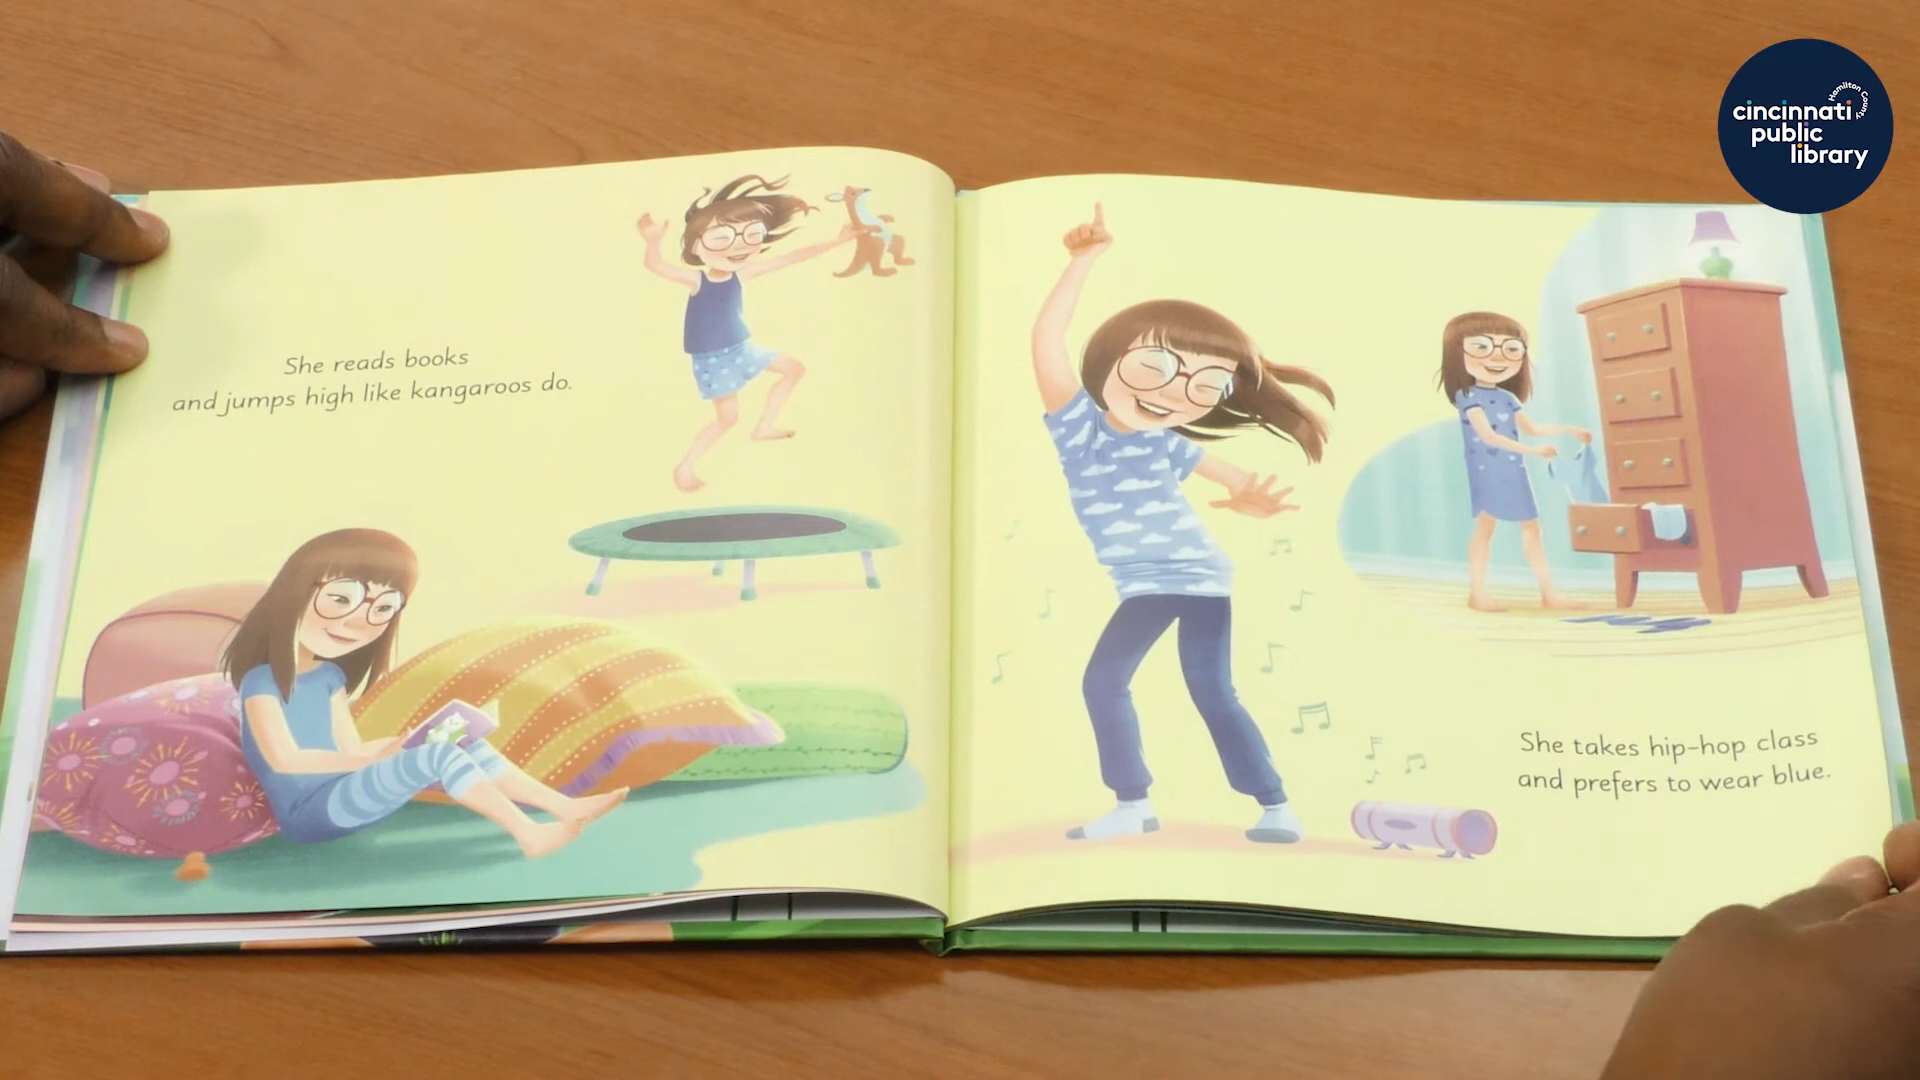 She reads books
and jumps high like kangaroos do.
She takes hip-hop class
and prefers to wear blue.
cincinnati
Hamilton County
public
library